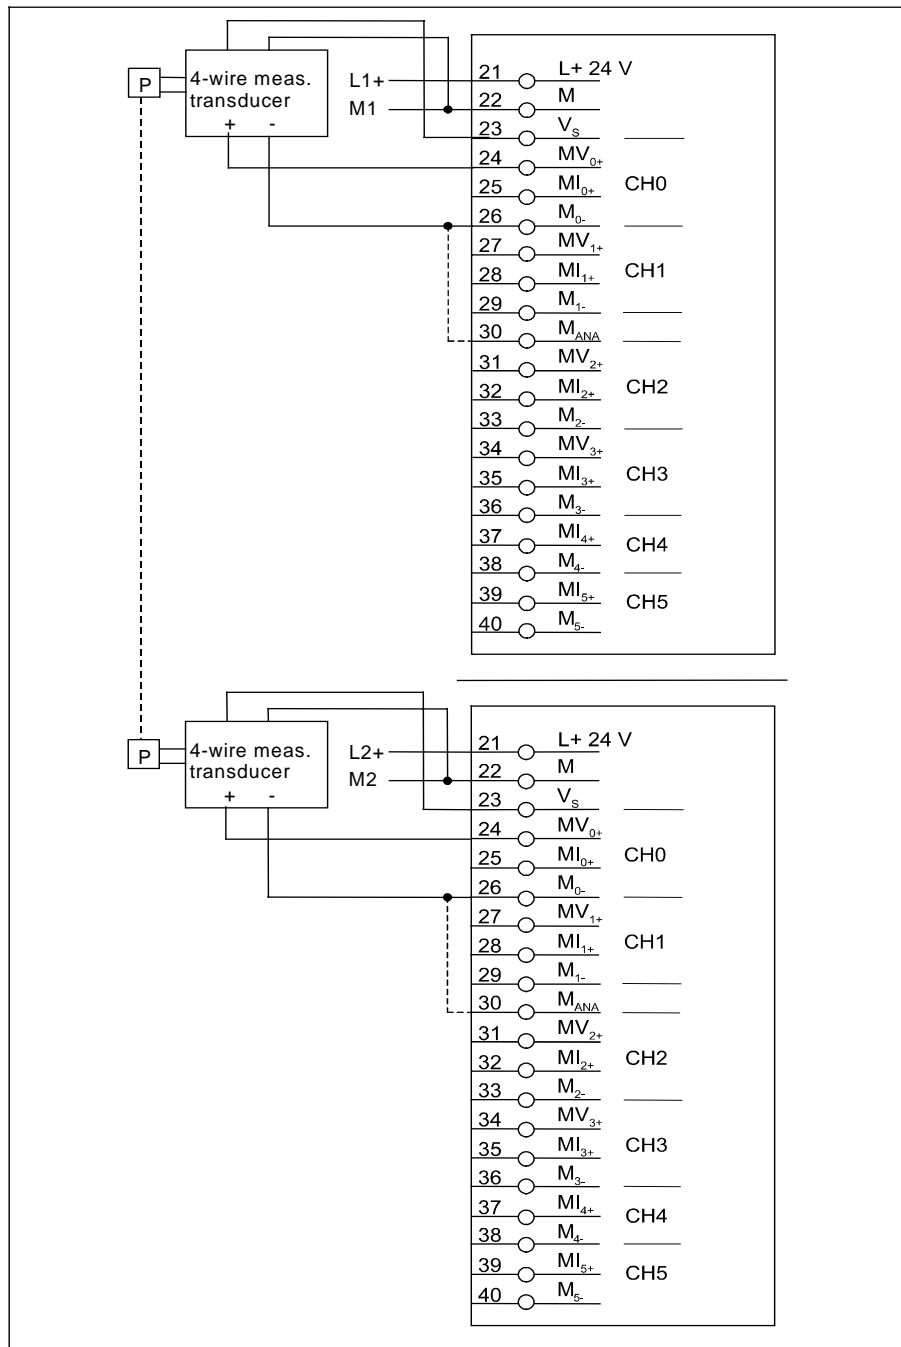 P
4-wire meas.
transducer
+ -
L1+
M1
21 L+ 24 V
22 M
23 Vₛ
24 MV₀₊
25 MI₀₊ CH0
26 M₀₋
27 MV₁₊
28 MI₁₊ CH1
29 M₁₋
30 M_ANA
31 MV₂₊
32 MI₂₊ CH2
33 M₂₋
34 MV₃₊
35 MI₃₊ CH3
36 M₃₋
37 MI₄₊ CH4
38 M₄₋
39 MI₅₊ CH5
40 M₅₋
P
4-wire meas.
transducer
+ -
L2+
M2
21 L+ 24 V
22 M
23 Vₛ
24 MV₀₊
25 MI₀₊ CH0
26 M₀₋
27 MV₁₊
28 MI₁₊ CH1
29 M₁₋
30 M_ANA
31 MV₂₊
32 MI₂₊ CH2
33 M₂₋
34 MV₃₊
35 MI₃₊ CH3
36 M₃₋
37 MI₄₊ CH4
38 M₄₋
39 MI₅₊ CH5
40 M₅₋